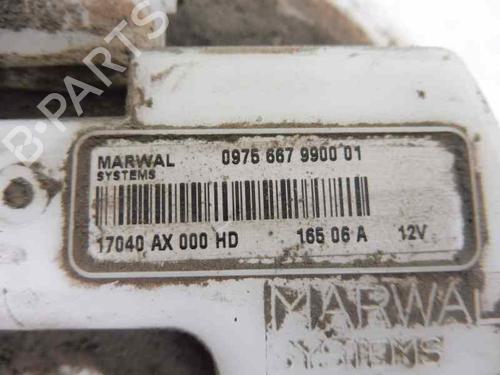 B-PARTS
MARWAL 0975 667 9900 01
SYSTEMS
17040 AX 000 HD 165 06 A 12V
MARWAL
SYSTEMS